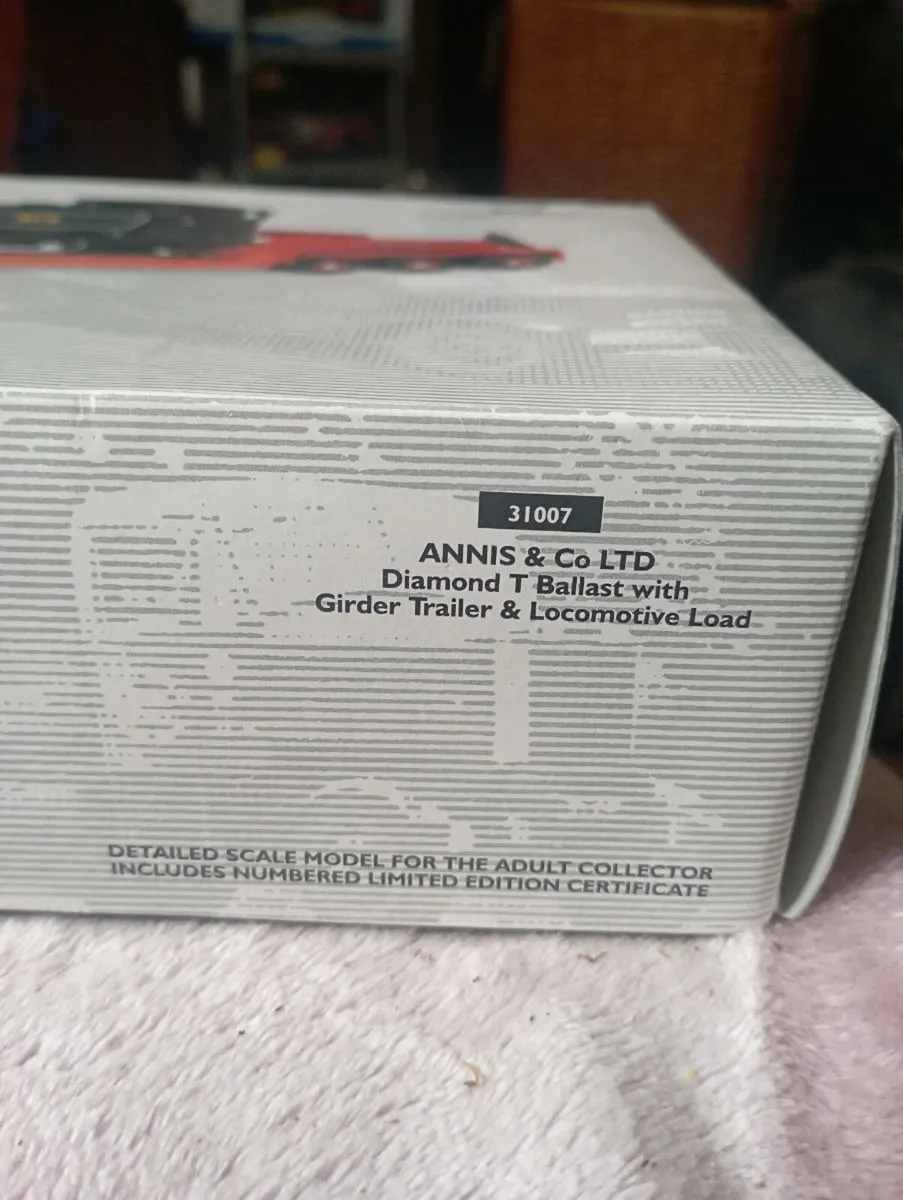 31007
ANNIS & Co LTD
Diamond T Ballast with
Girder Trailer & Locomotive Load
DETAILED SCALE MODEL FOR THE ADULT COLLECTOR
INCLUDES NUMBERED LIMITED EDITION CERTIFICATE